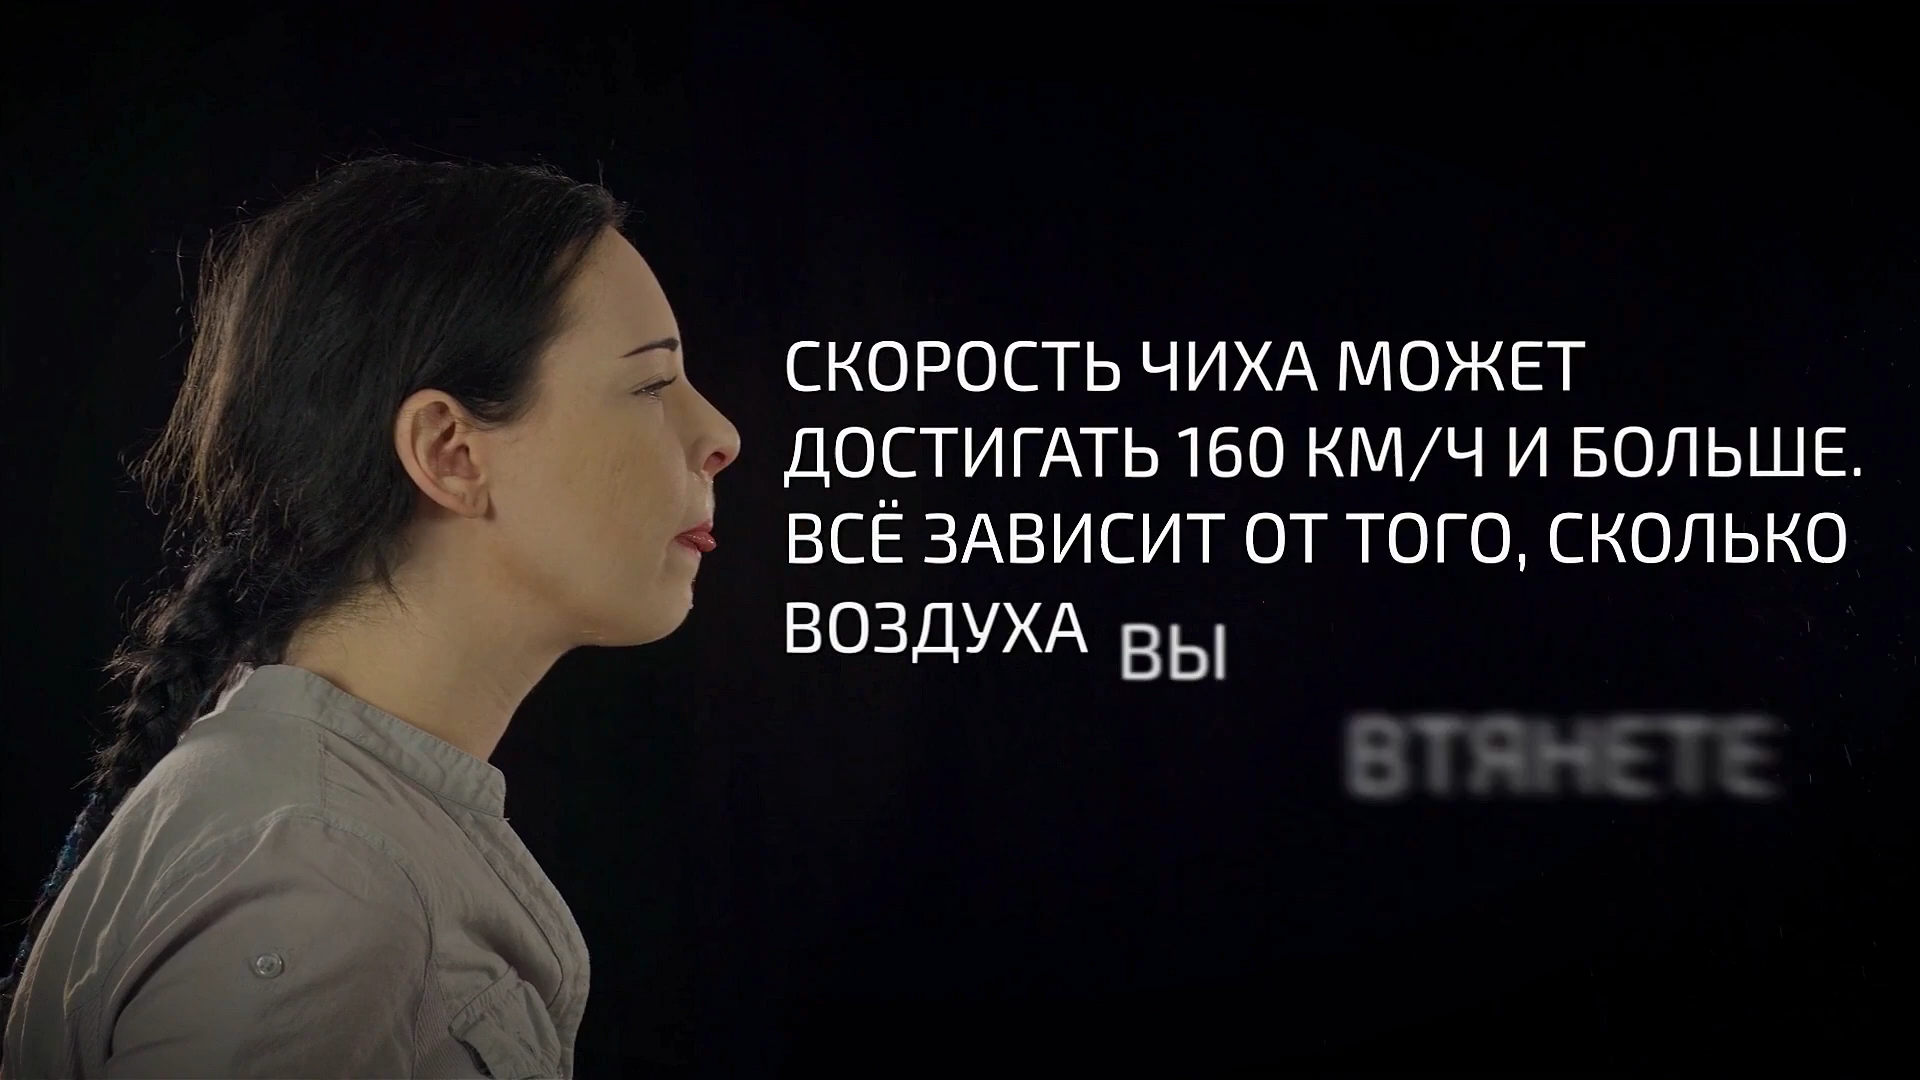 СКОРОСТЬ ЧИХА МОЖЕТ
ДОСТИГАТЬ 160 КМ/Ч И БОЛЬШЕ.
ВСЁ ЗАВИСИТ ОТ ТОГО, СКОЛЬКО
ВОЗДУХА ВЫ
ВТЯНЕТЕ